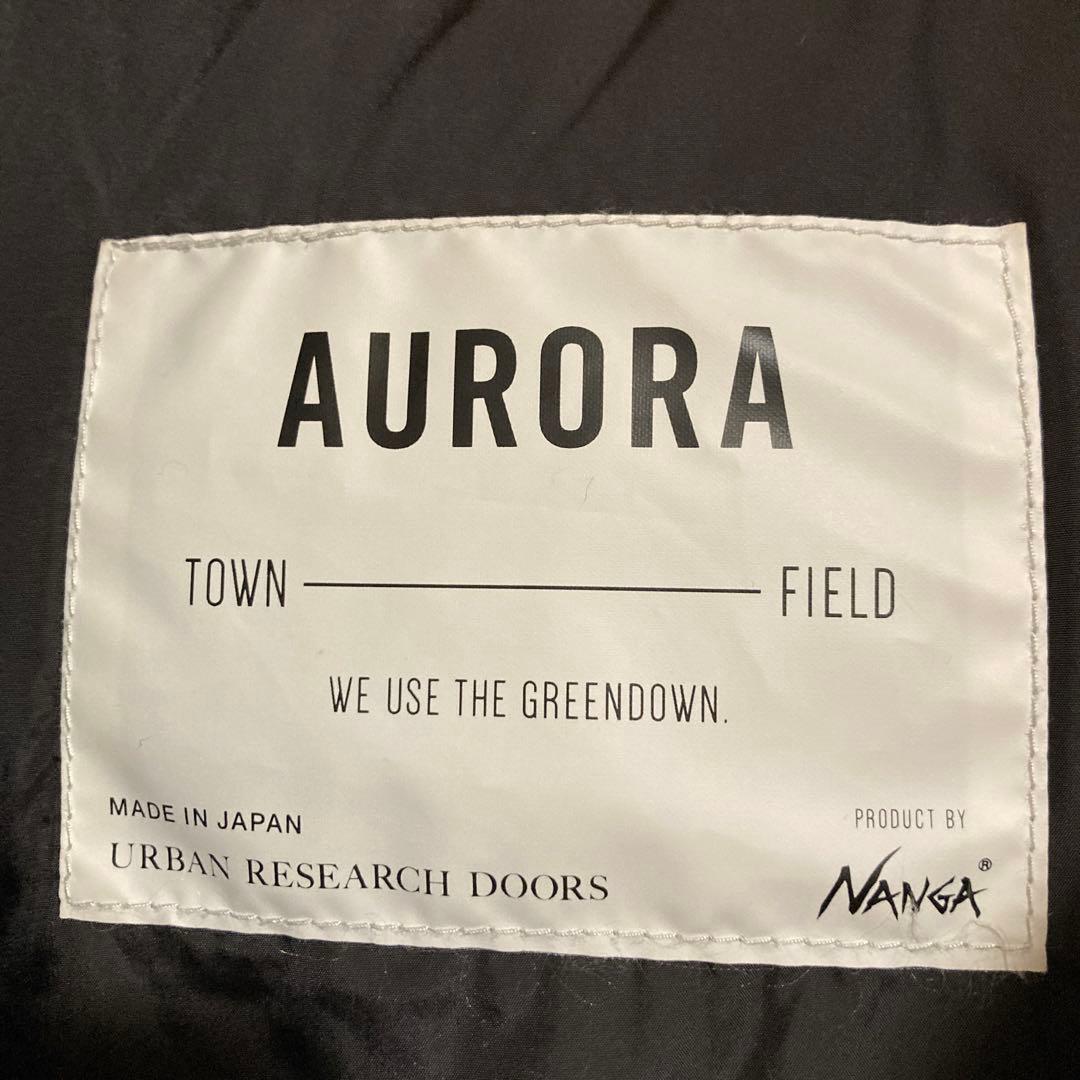 AURORA
TOWN FIELD
WE USE THE GREENDOWN.
MADE IN JAPAN
URBAN RESEARCH DOORS
PRODUCT BY
NANGA®